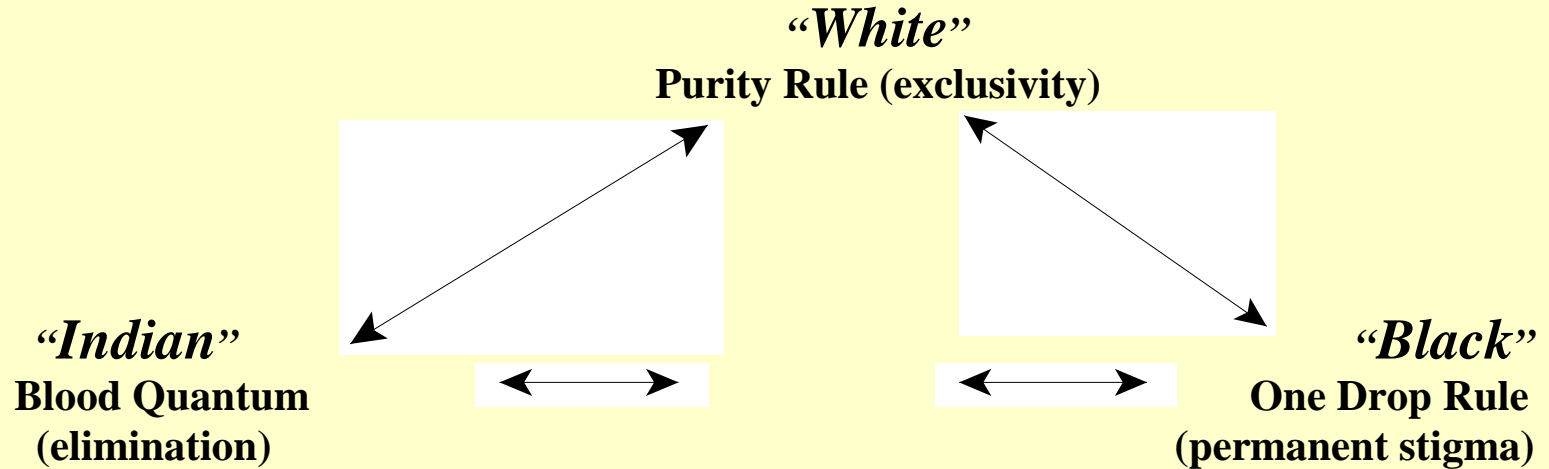 “White”
Purity Rule (exclusivity)
“Indian”
Blood Quantum
(elimination)
“Black”
One Drop Rule
(permanent stigma)